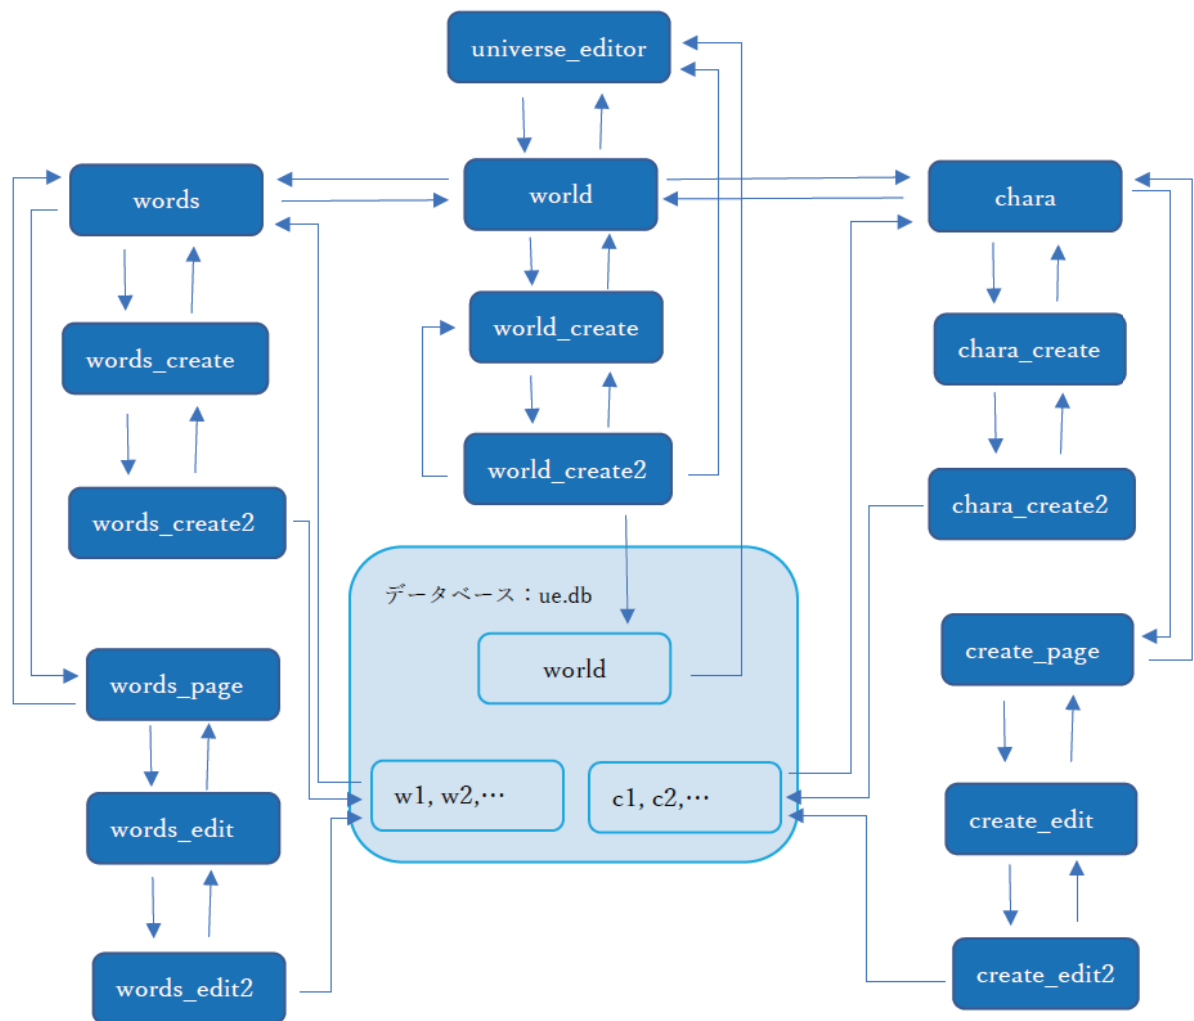 universe_editor
words
world
chara
world_create
words_create
chara_create
world_create2
words_create2
chara_create2
データベース：ue.db
world
words_page
create_page
w1, w2,…
c1, c2,…
words_edit
create_edit
words_edit2
create_edit2